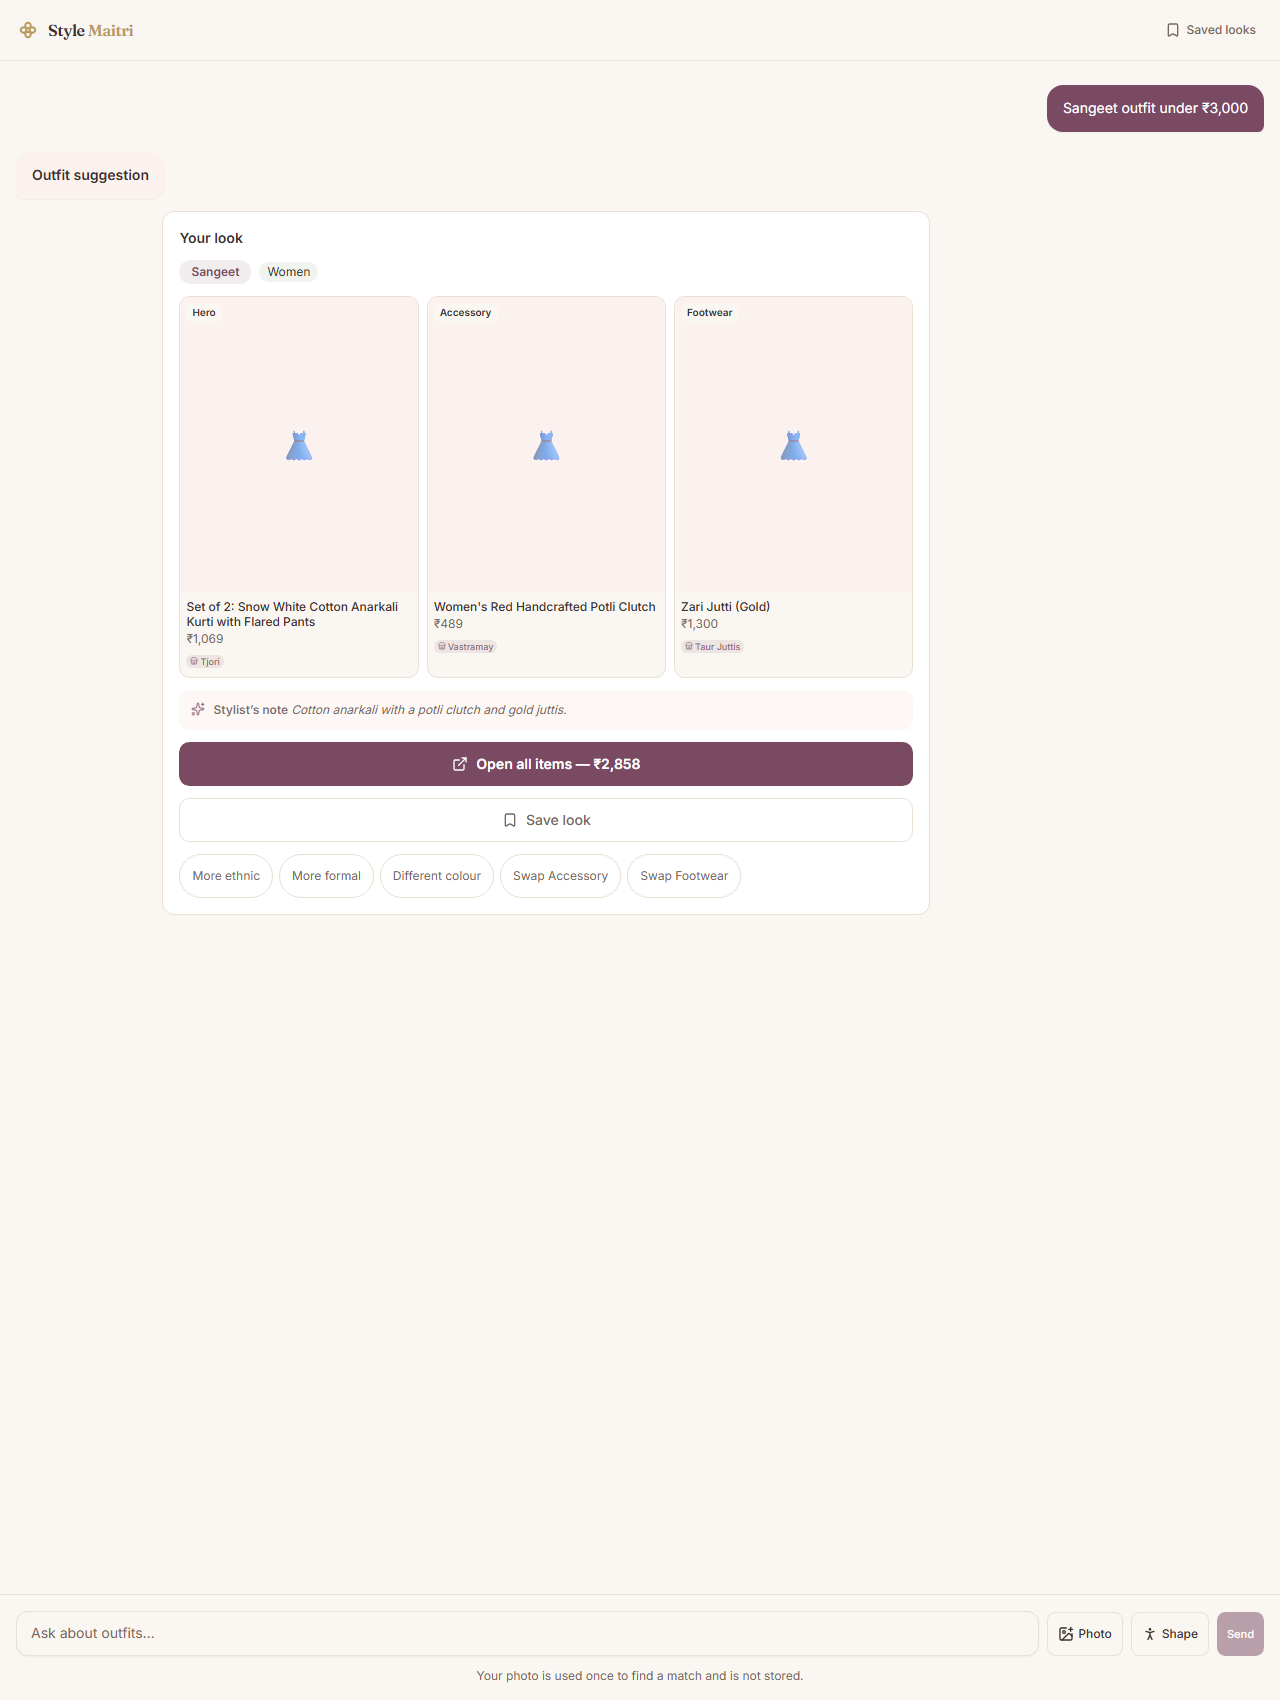 Style Maitri
Saved looks
Sangeet outfit under ₹3,000
Outfit suggestion
Your look
Sangeet
Women
Hero
Accessory
Footwear
Set of 2: Snow White Cotton Anarkali
Kurti with Flared Pants
₹1,069
Tjori
Women's Red Handcrafted Potli Clutch
₹489
Vastramay
Zari Jutti (Gold)
₹1,300
Taur Juttis
Stylist’s note Cotton anarkali with a potli clutch and gold juttis.
Open all items — ₹2,858
Save look
More ethnic
More formal
Different colour
Swap Accessory
Swap Footwear
Ask about outfits...
Photo
Shape
Send
Your photo is used once to find a match and is not stored.